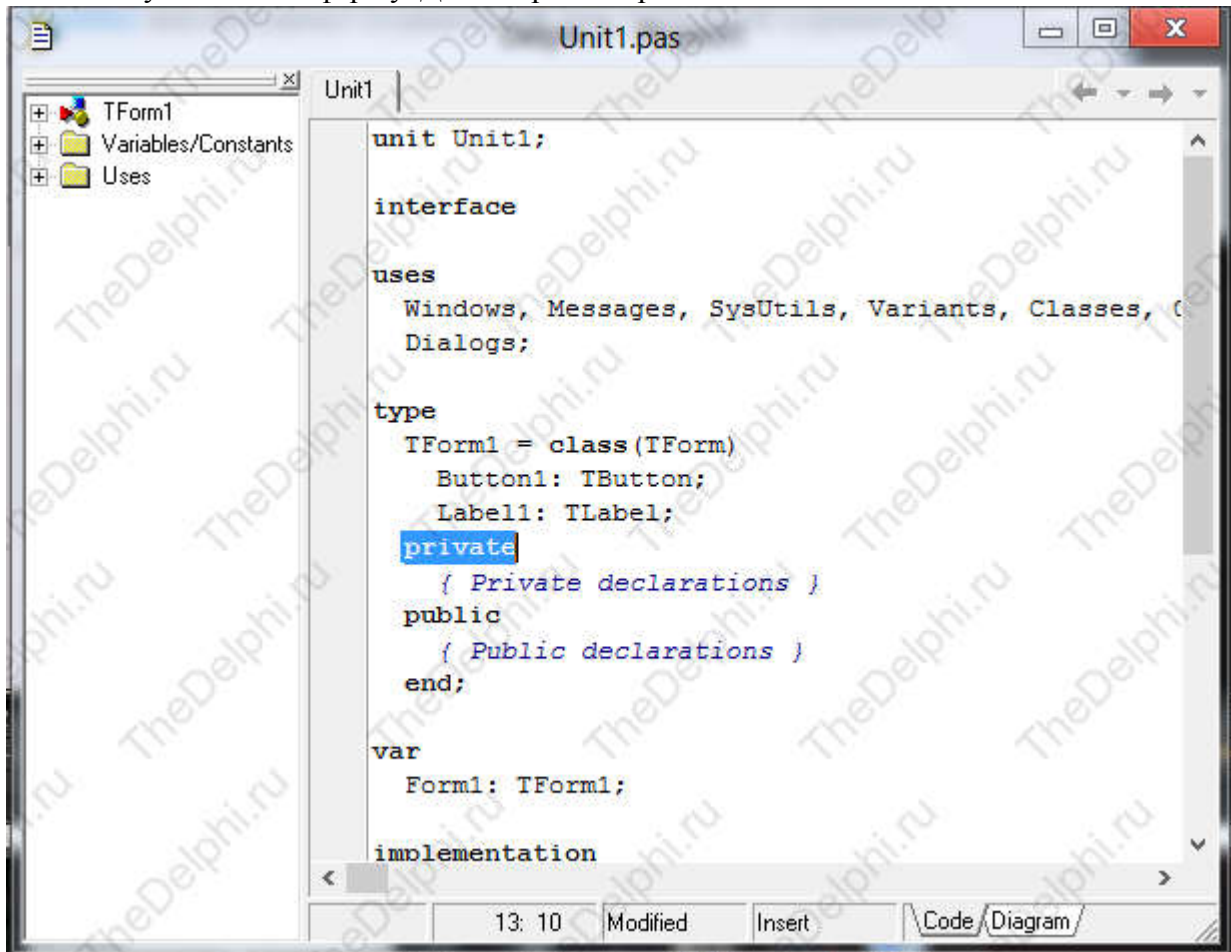 Unit1.pas
TForm1
Variables/Constants
Uses
Unit1
unit Unit1;
interface
uses
Windows, Messages, SysUtils, Variants, Classes,
Dialogs;
type
TForm1 = class(TForm)
Button1: TButton;
Label1: TLabel;
private
{ Private declarations }
public
{ Public declarations }
end;
var
Form1: TForm1;
implementation
13: 10 Modified Insert Code Diagram
TheDelphi.ru